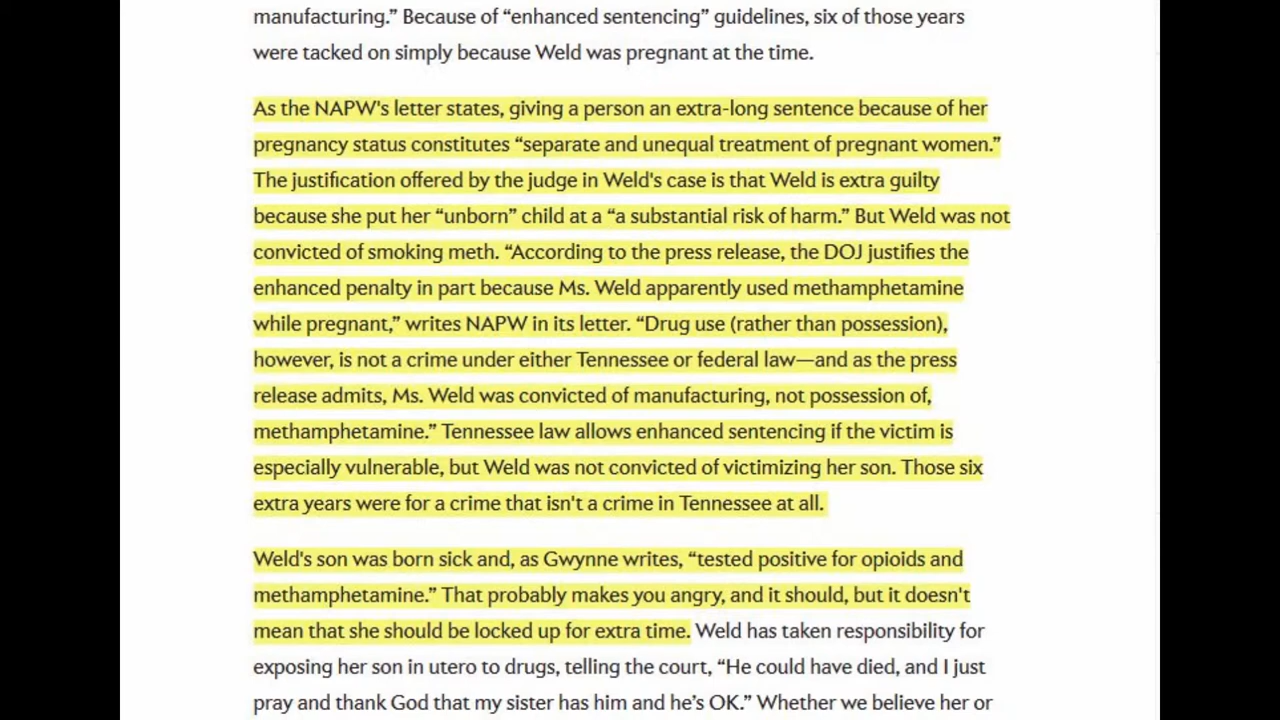 manufacturing.” Because of “enhanced sentencing” guidelines, six of those years
were tacked on simply because Weld was pregnant at the time.
As the NAPW's letter states, giving a person an extra-long sentence because of her
pregnancy status constitutes “separate and unequal treatment of pregnant women.”
The justification offered by the judge in Weld's case is that Weld is extra guilty
because she put her “unborn” child at a “a substantial risk of harm.” But Weld was not
convicted of smoking meth. “According to the press release, the DOJ justifies the
enhanced penalty in part because Ms. Weld apparently used methamphetamine
while pregnant,” writes NAPW in its letter. “Drug use (rather than possession),
however, is not a crime under either Tennessee or federal law—and as the press
release admits, Ms. Weld was convicted of manufacturing, not possession of,
methamphetamine.” Tennessee law allows enhanced sentencing if the victim is
especially vulnerable, but Weld was not convicted of victimizing her son. Those six
extra years were for a crime that isn't a crime in Tennessee at all.
Weld's son was born sick and, as Gwynne writes, “tested positive for opioids and
methamphetamine.” That probably makes you angry, and it should, but it doesn't
mean that she should be locked up for extra time. Weld has taken responsibility for
exposing her son in utero to drugs, telling the court, “He could have died, and I just
pray and thank God that my sister has him and he’s OK.” Whether we believe her or